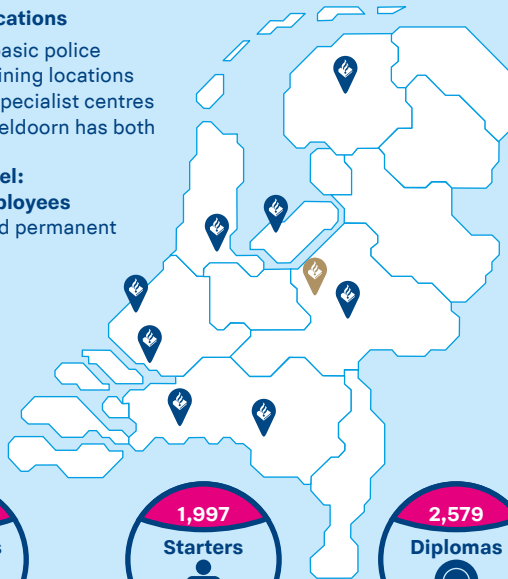 cations
asic police
ining locations
pecialist centres
eldoorn has both
el:
ployees
d permanent
s
1,997
Starters
2,579
Diplomas